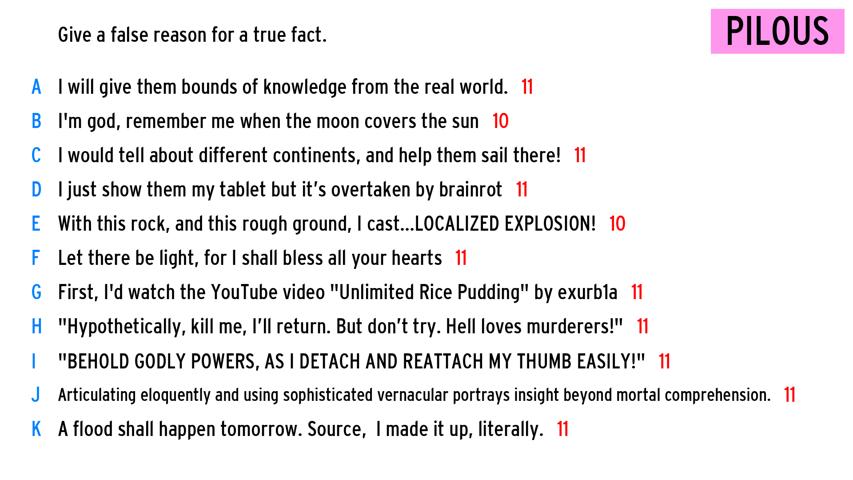 Give a false reason for a true fact.
PILOUS
A I will give them bounds of knowledge from the real world. 11
B I'm god, remember me when the moon covers the sun 10
C I would tell about different continents, and help them sail there! 11
D I just show them my tablet but it's overtaken by brainrot 11
E With this rock, and this rough ground, I cast...LOCALIZED EXPLOSION! 10
F Let there be light, for I shall bless all your hearts 11
G First, I'd watch the YouTube video "Unlimited Rice Pudding" by exurb1a 11
H "Hypothetically, kill me, I'll return. But don't try. Hell loves murderers!" 11
I "BEHOLD GODLY POWERS, AS I DETACH AND REATTACH MY THUMB EASILY!" 11
J Articulating eloquently and using sophisticated vernacular portrays insight beyond mortal comprehension. 11
K A flood shall happen tomorrow. Source, I made it up, literally. 11